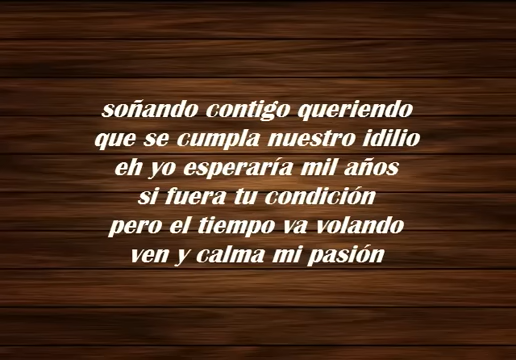 soñando contigo queriendo
que se cumpla nuestro idilio
eh yo esperaría mil años
si fuera tu condición
pero el tiempo va volando
ven y calma mi pasión